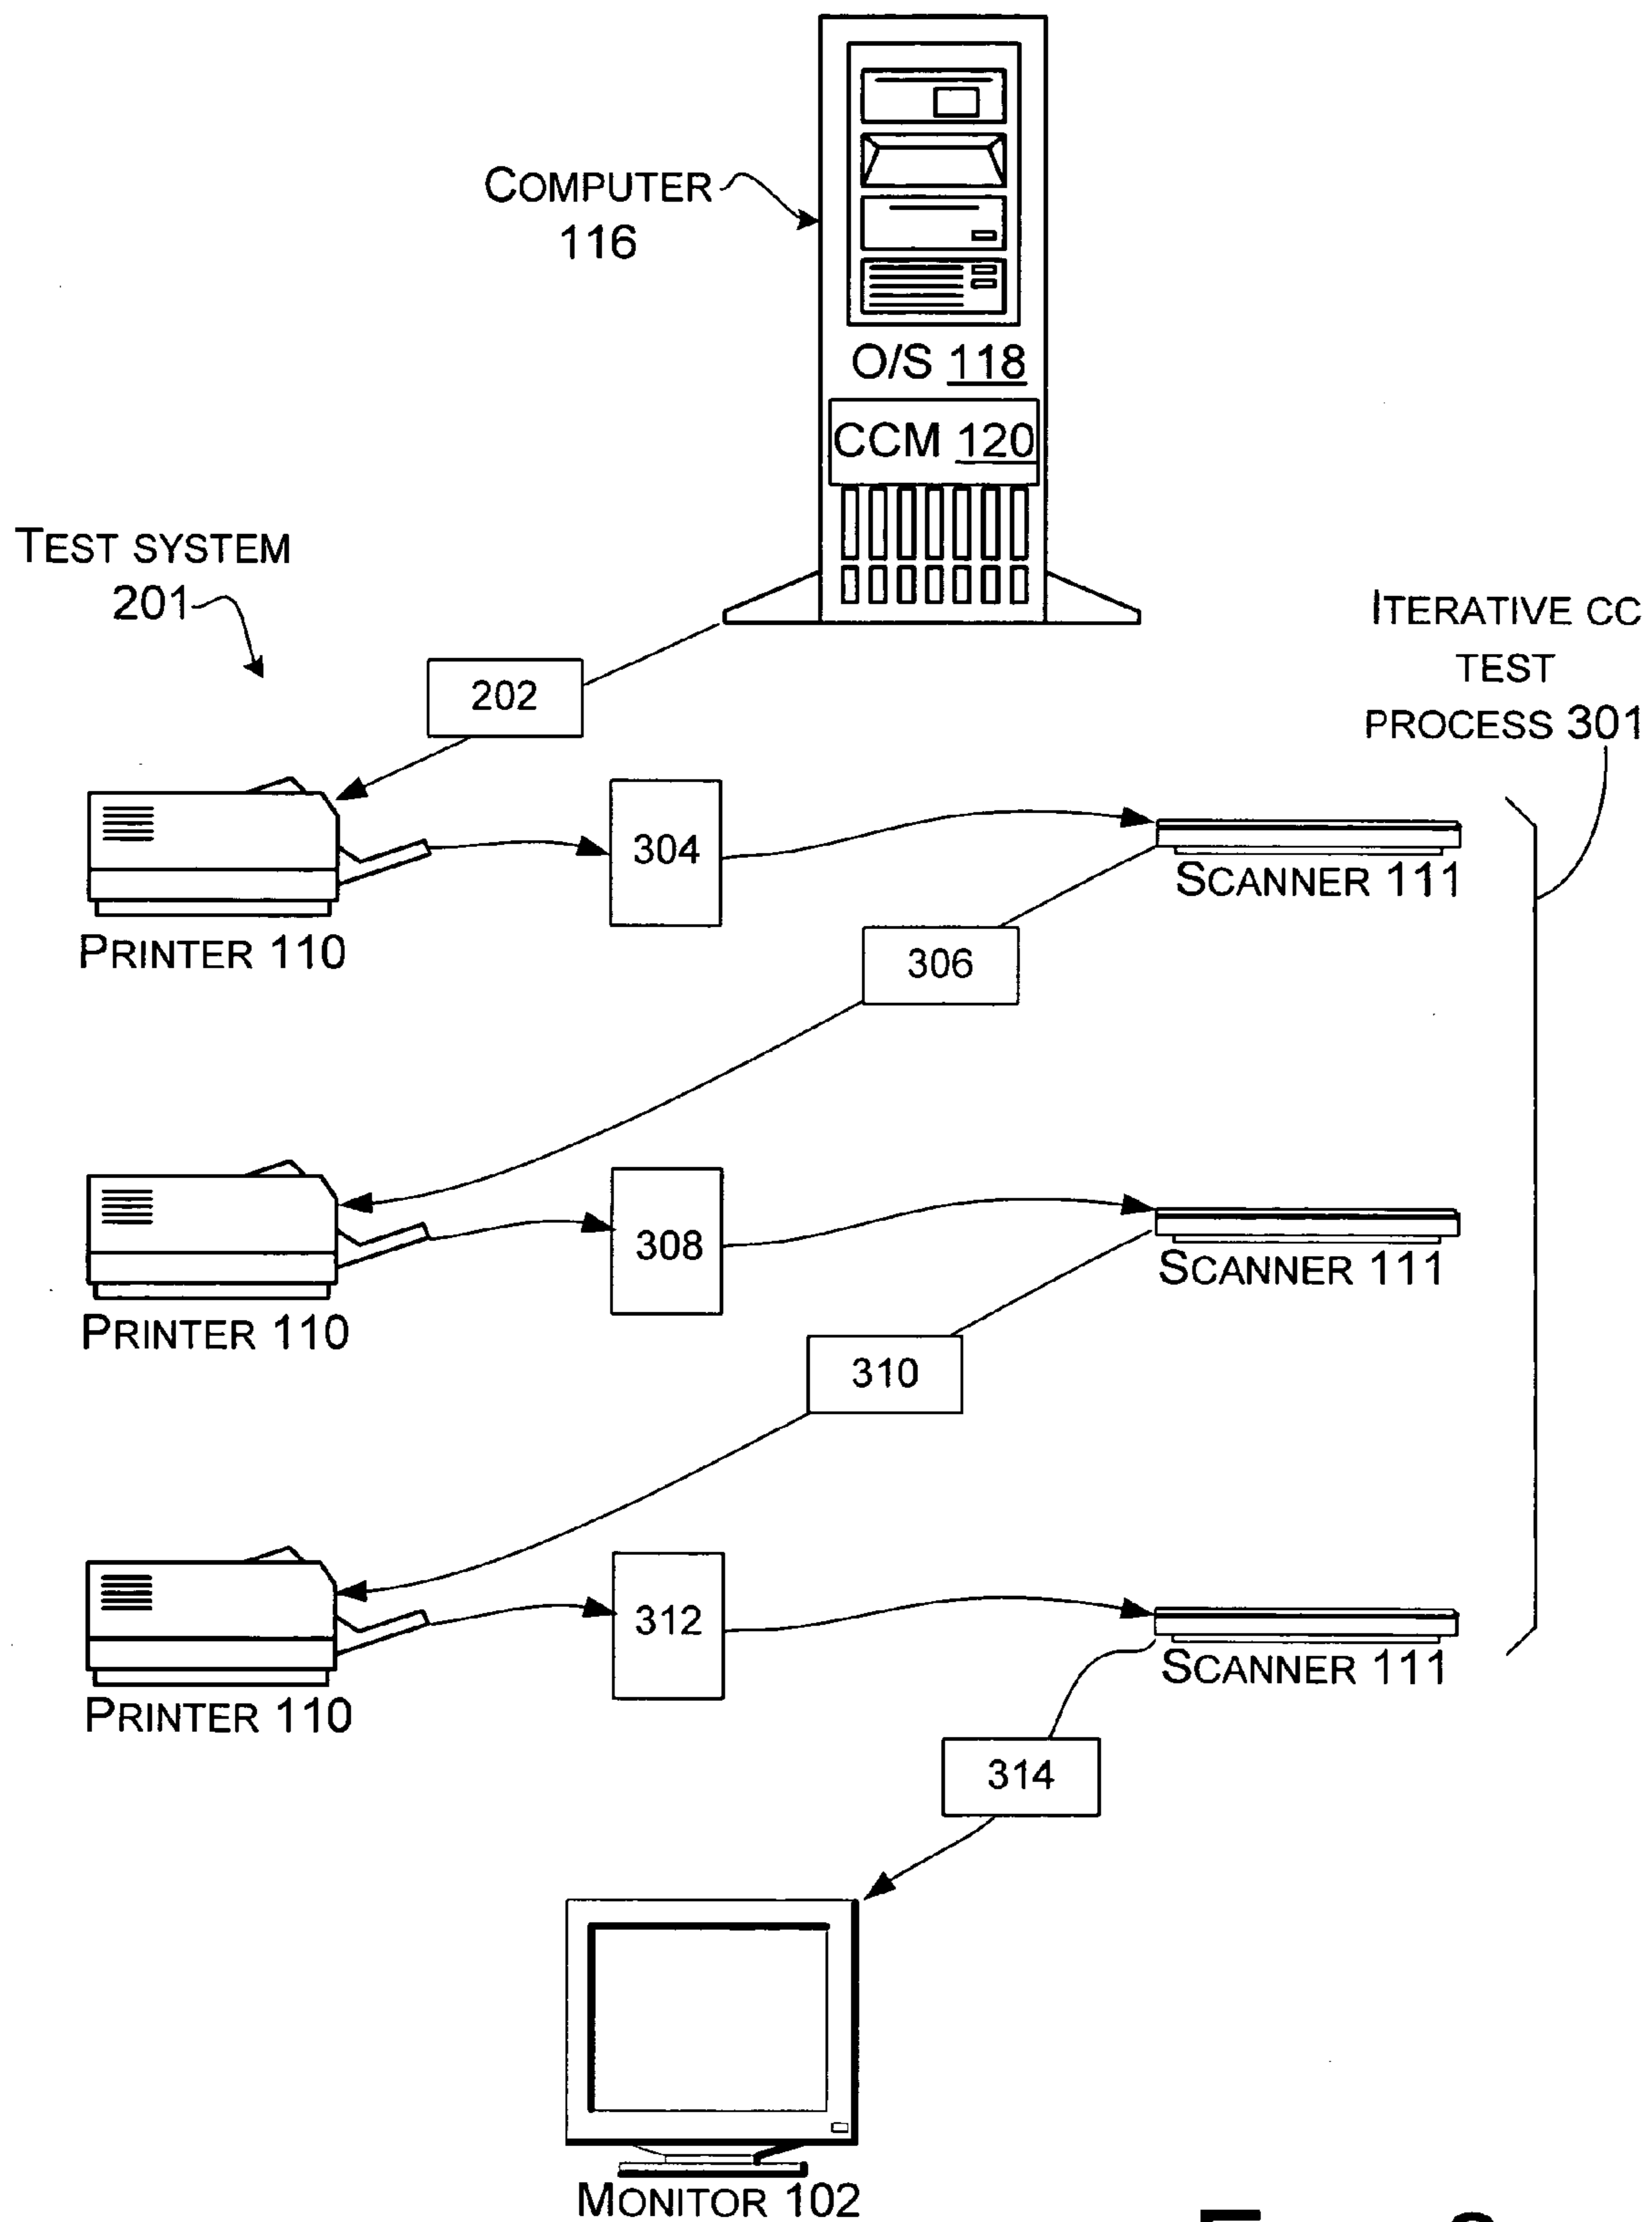 COMPUTER
116
O/S 118
CCM 120
TEST SYSTEM
201
ITERATIVE CC
TEST
PROCESS 301
202
304
SCANNER 111
PRINTER 110
306
308
SCANNER 111
PRINTER 110
310
312
SCANNER 111
PRINTER 110
314
MONITOR 102